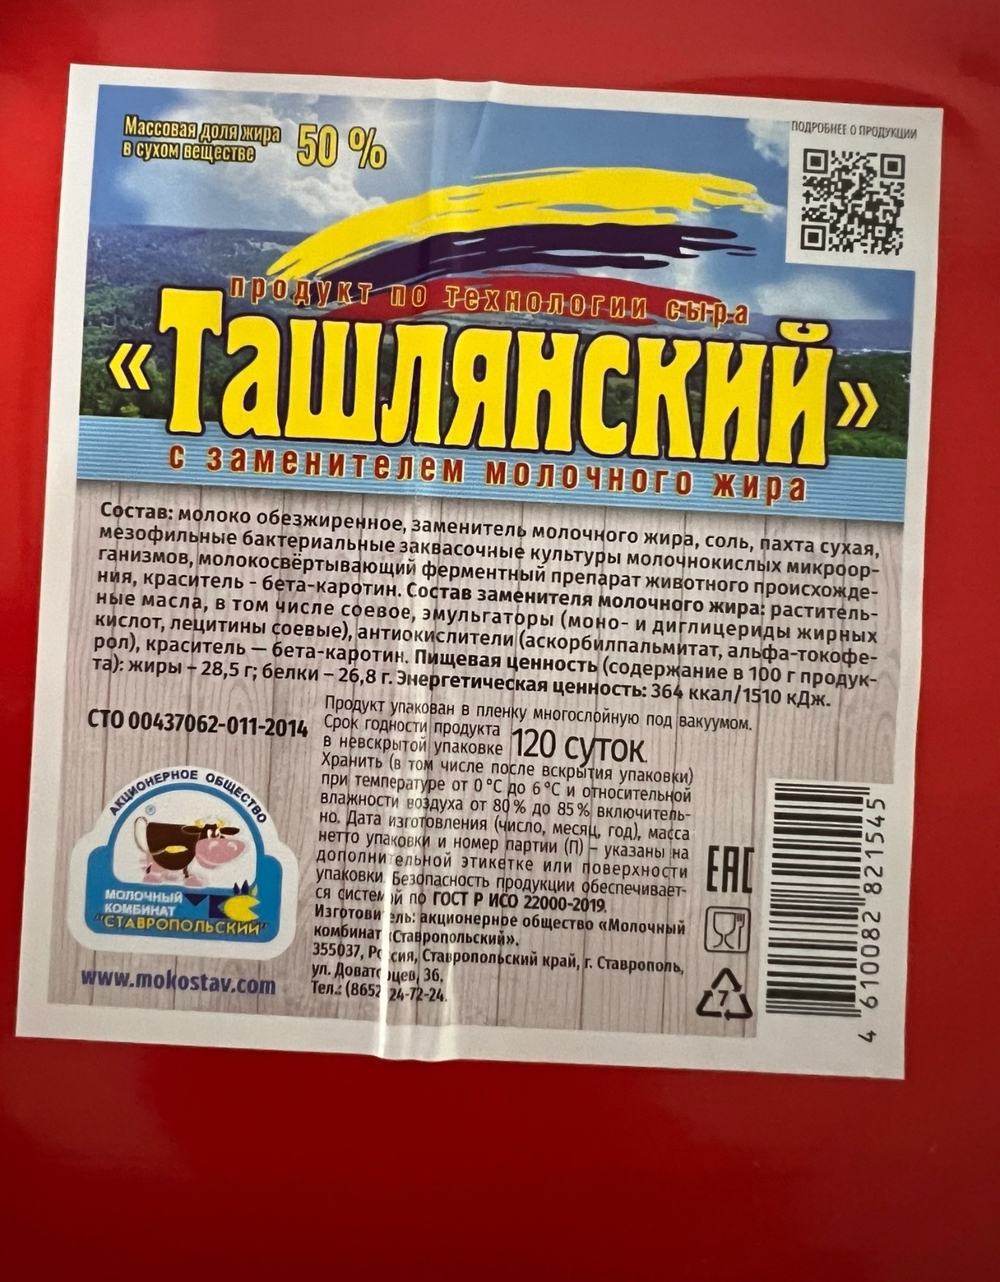 Массовая доля жира
в сухом веществе 50 %
ПОДРОБНЕЕ О ПРОДУКЦИИ
продукт по технологии сыра
«Ташлянский»
с заменителем молочного жира
Состав: молоко обезжиренное, заменитель молочного жира, соль, пахта сухая,
мезофильные бактериальные заквасочные культуры молочнокислых микроор-
ганизмов, молокосвёртывающий ферментный препарат животного происхожде-
ния, краситель - бета-каротин. Состав заменителя молочного жира: раститель-
ные масла, в том числе соевое, эмульгаторы (моно- и диглицериды жирных
кислот, лецитины соевые), антиокислители (аскорбилпальмитат, альфа-токофе-
рол), краситель — бета-каротин. Пищевая ценность (содержание в 100 г продук-
та): жиры – 28,5 г; белки – 26,8 г. Энергетическая ценность: 364 ккал/1510 кДж.
СТО 00437062-011-2014
Продукт упакован в пленку многослойную под вакуумом.
Срок годности продукта
в невскрытой упаковке 120 суток.
Хранить (в том числе после вскрытия упаковки)
при температуре от 0 °С до 6 °С и относительной
влажности воздуха от 80 % до 85 % включитель-
но. Дата изготовления (число, месяц, год), масса
нетто упаковки и номер партии (П) – указаны на
дополнительной этикетке или поверхности
упаковки. Безопасность продукции обеспечивает-
ся системой по ГОСТ Р ИСО 22000-2019.
Изготовитель: акционерное общество «Молочный
комбинат «Ставропольский».
355037, Россия, Ставропольский край, г. Ставрополь,
ул. Доваторцев, 36.
Тел.: (8652) 24-72-24.
АКЦИОНЕРНОЕ ОБЩЕСТВО
®
МОЛОЧНЫЙ
КОМБИНАТ
"СТАВРОПОЛЬСКИЙ"
www.mokostav.com
EAC
7
4 610082 821545